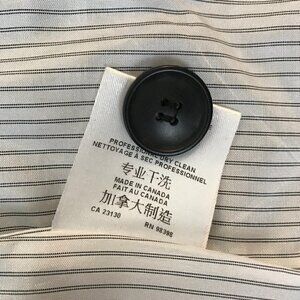 PROFESSIONAL DRY CLEAN
NETTOYAGE À SEC PROFESSIONNEL
专业干洗
MADE IN CANADA
FAIT AU CANADA
加拿大制造
CA 23130 RN 98398